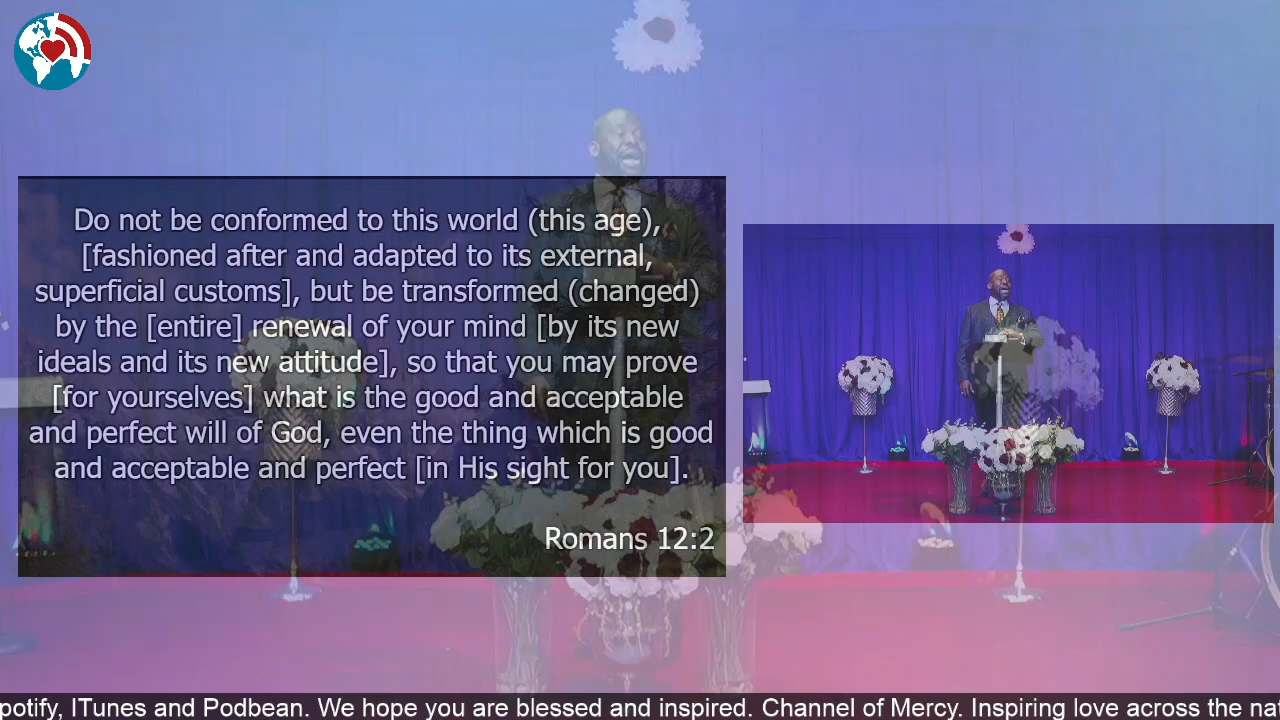 Do not be conformed to this world (this age),
[fashioned after and adapted to its external,
superficial customs], but be transformed (changed)
by the [entire] renewal of your mind [by its new
ideals and its new attitude], so that you may prove
[for yourselves] what is the good and acceptable
and perfect will of God, even the thing which is good
and acceptable and perfect [in His sight for you].
Romans 12:2
potify, ITunes and Podbean. We hope you are blessed and inspired. Channel of Mercy. Inspiring love across the na